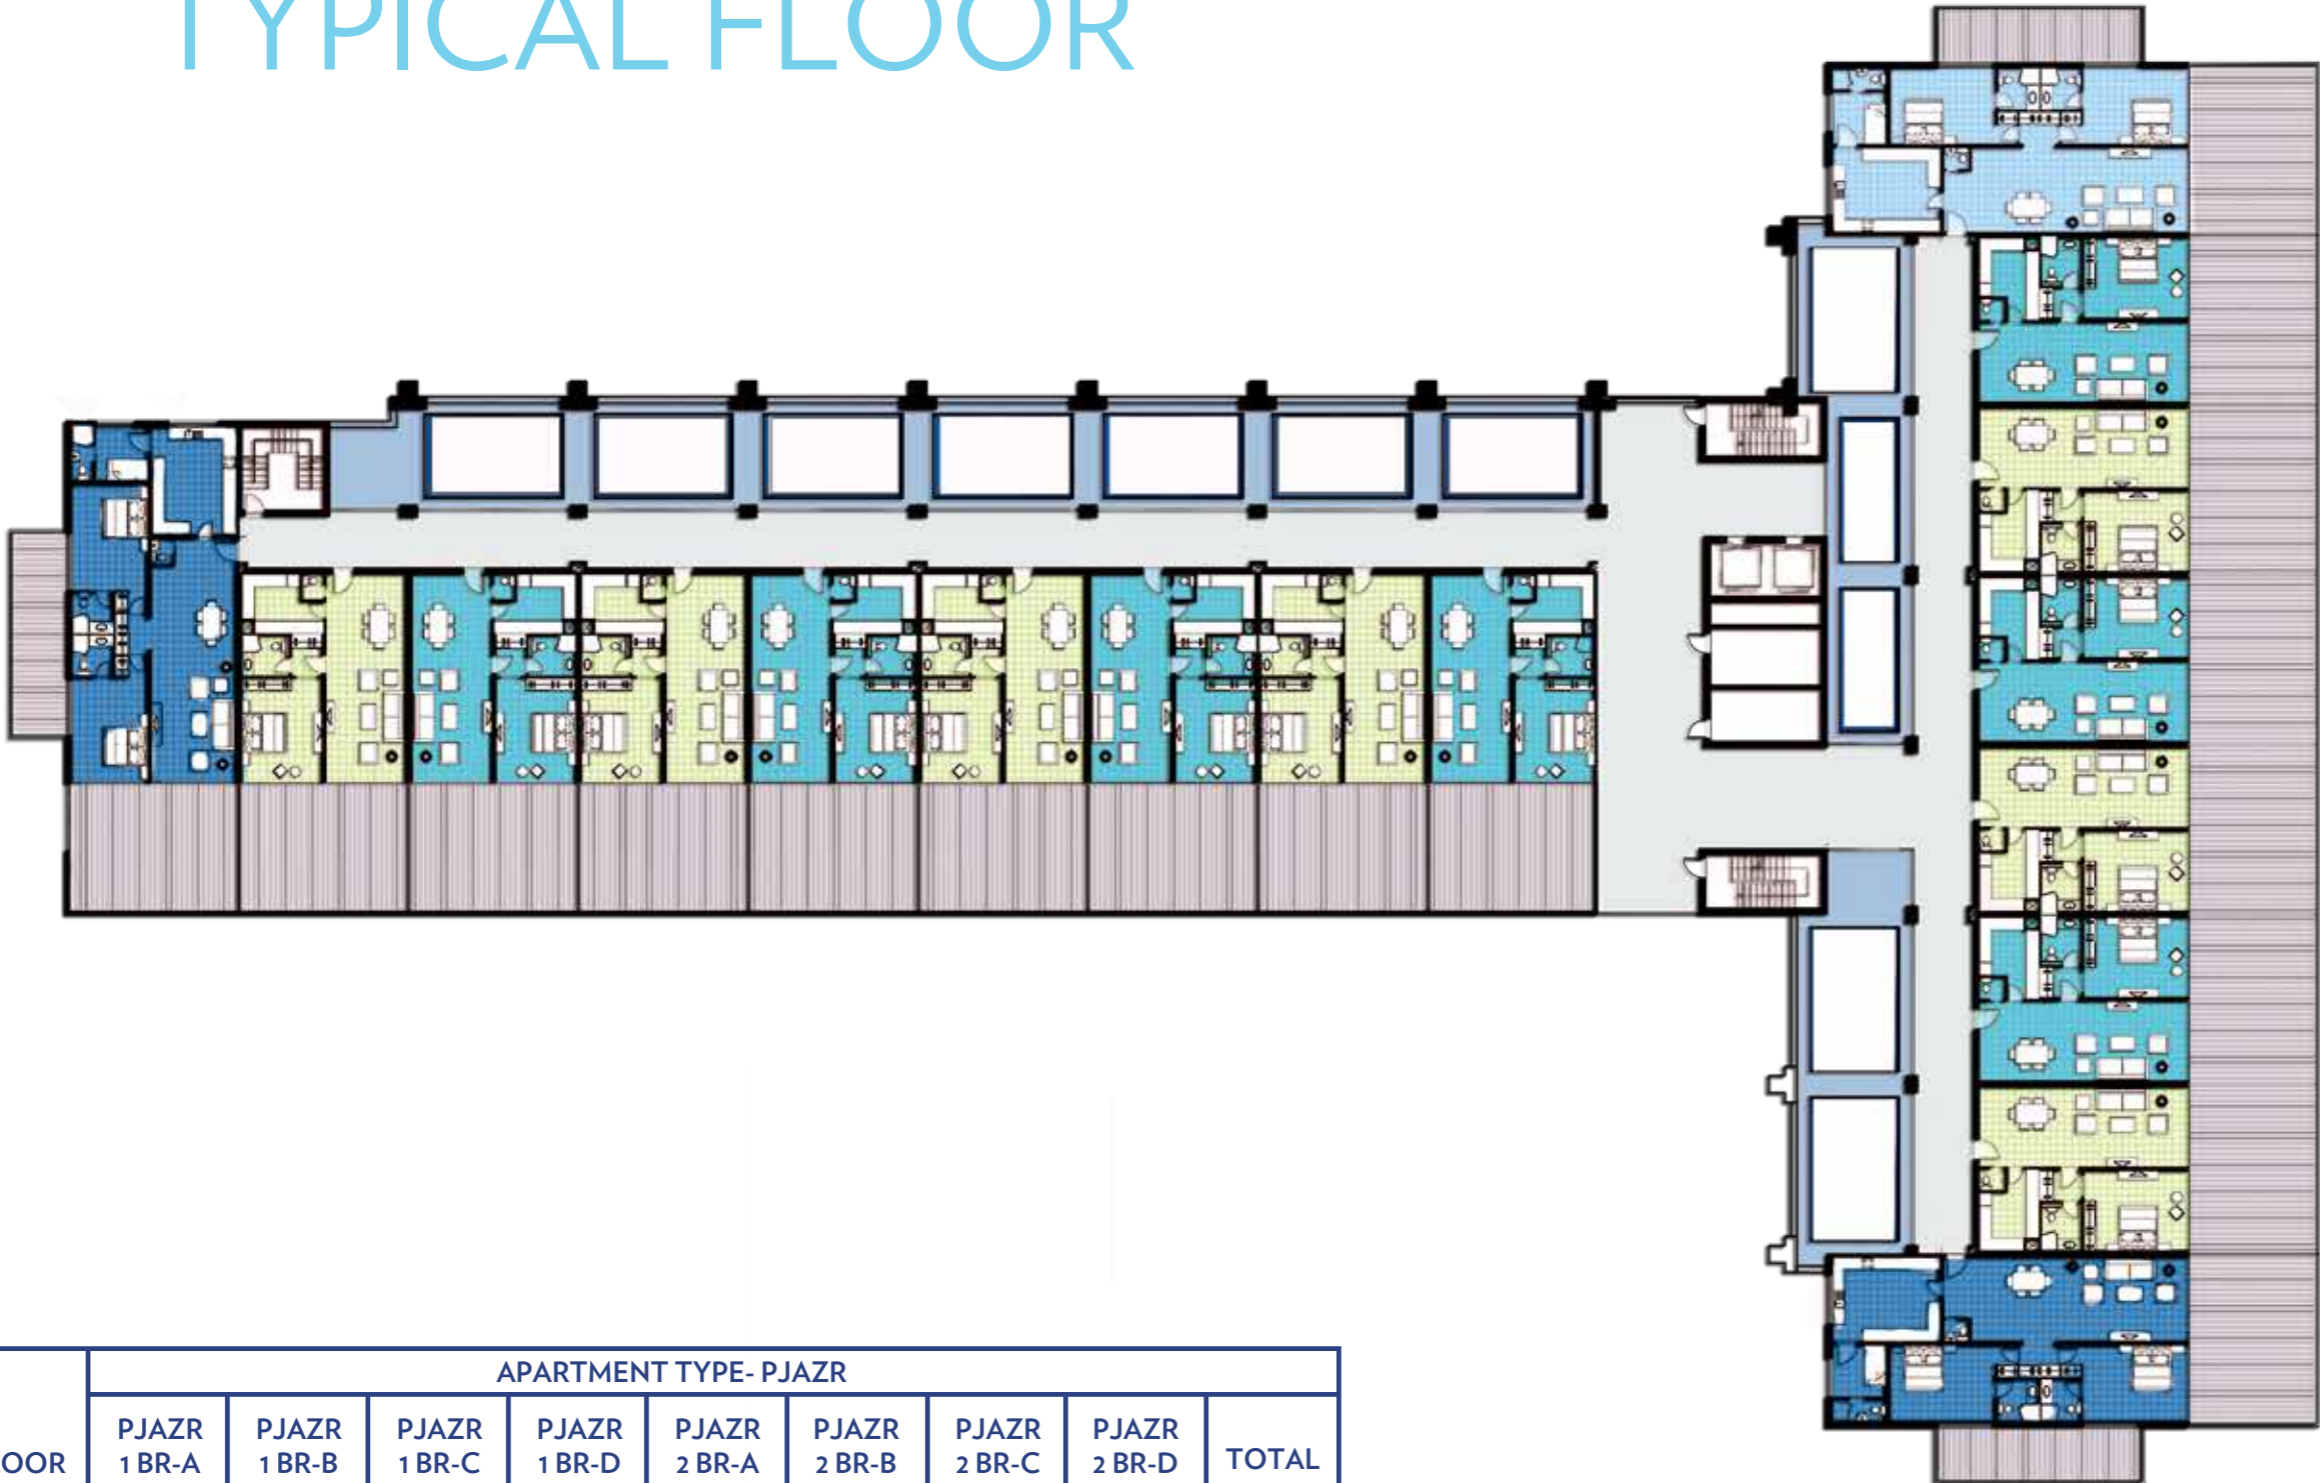 TYPICAL FLOOR
APARTMENT TYPE- PJAZR
OOR
PJAZR 1 BR-A
PJAZR 1 BR-B
PJAZR 1 BR-C
PJAZR 1 BR-D
PJAZR 2 BR-A
PJAZR 2 BR-B
PJAZR 2 BR-C
PJAZR 2 BR-D
TOTAL